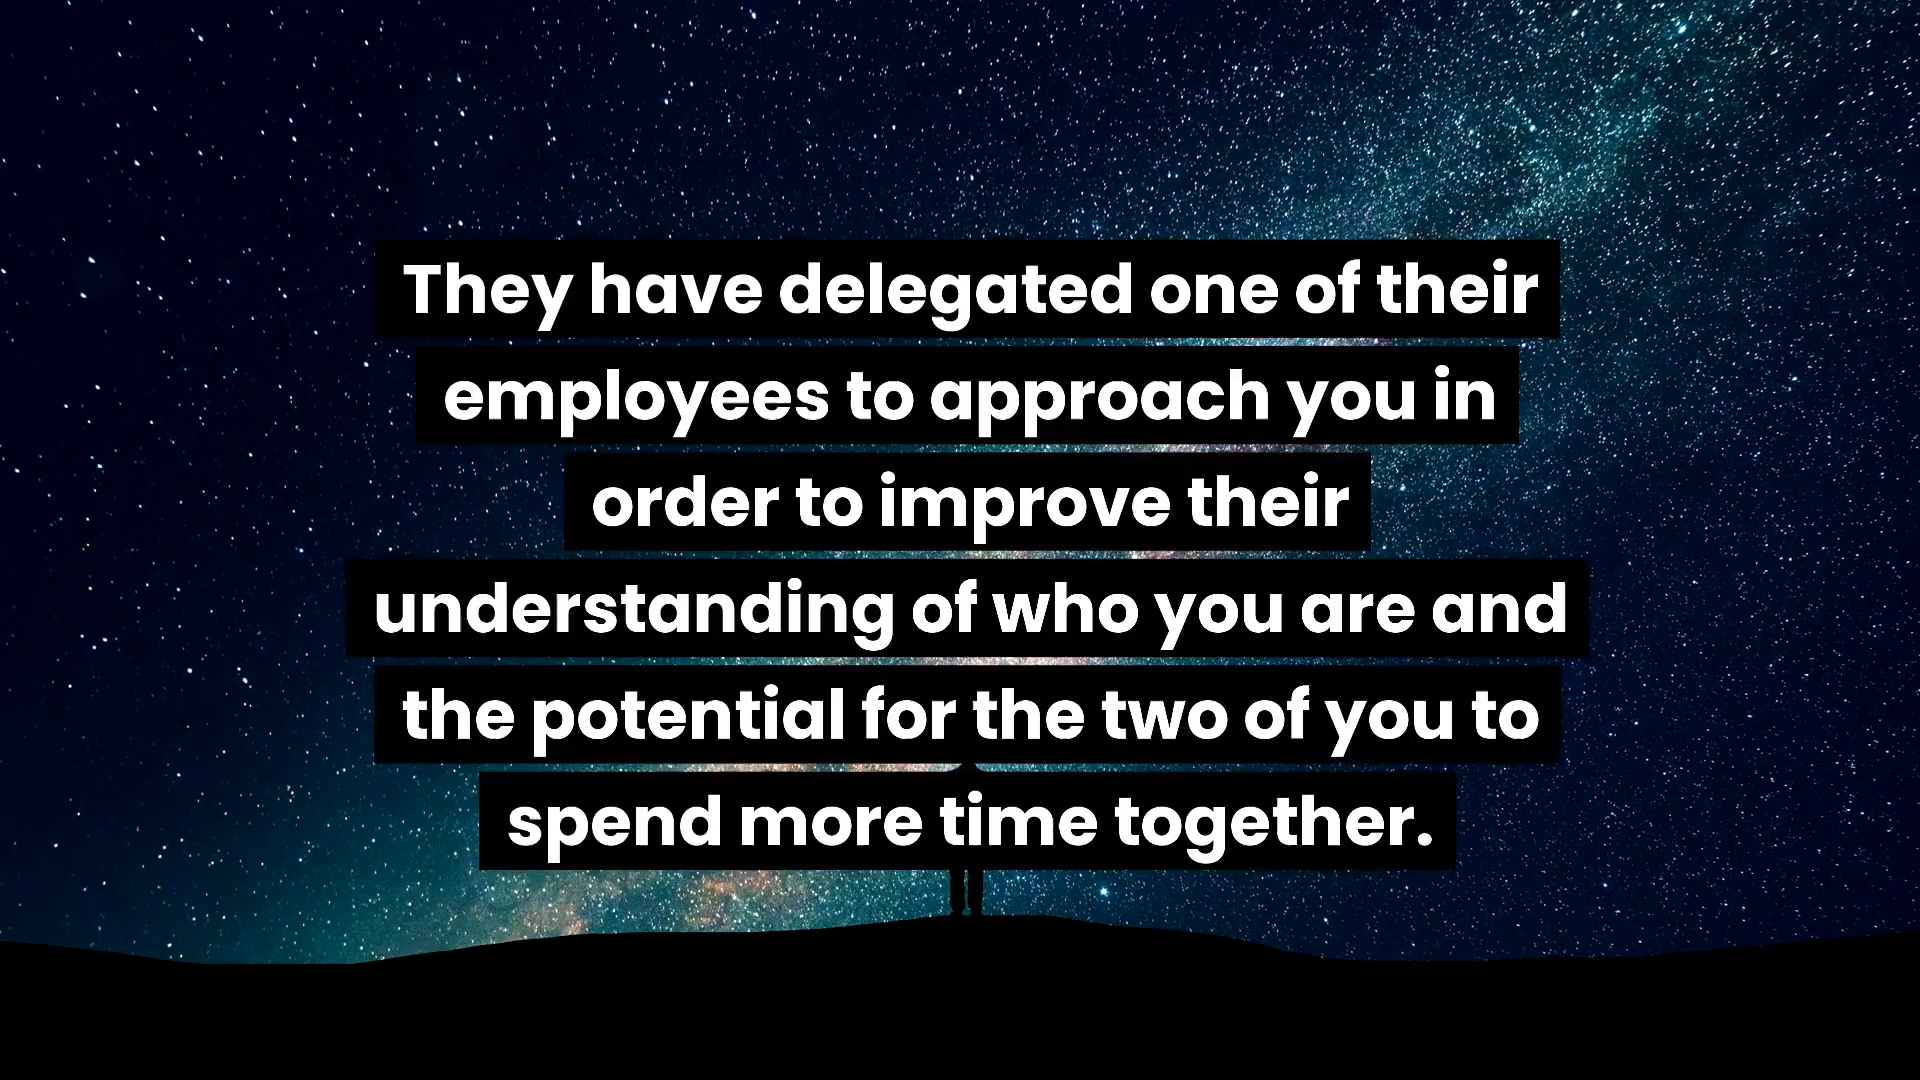 They have delegated one of their
employees to approach you in
order to improve their
understanding of who you are and
the potential for the two of you to
spend more time together.